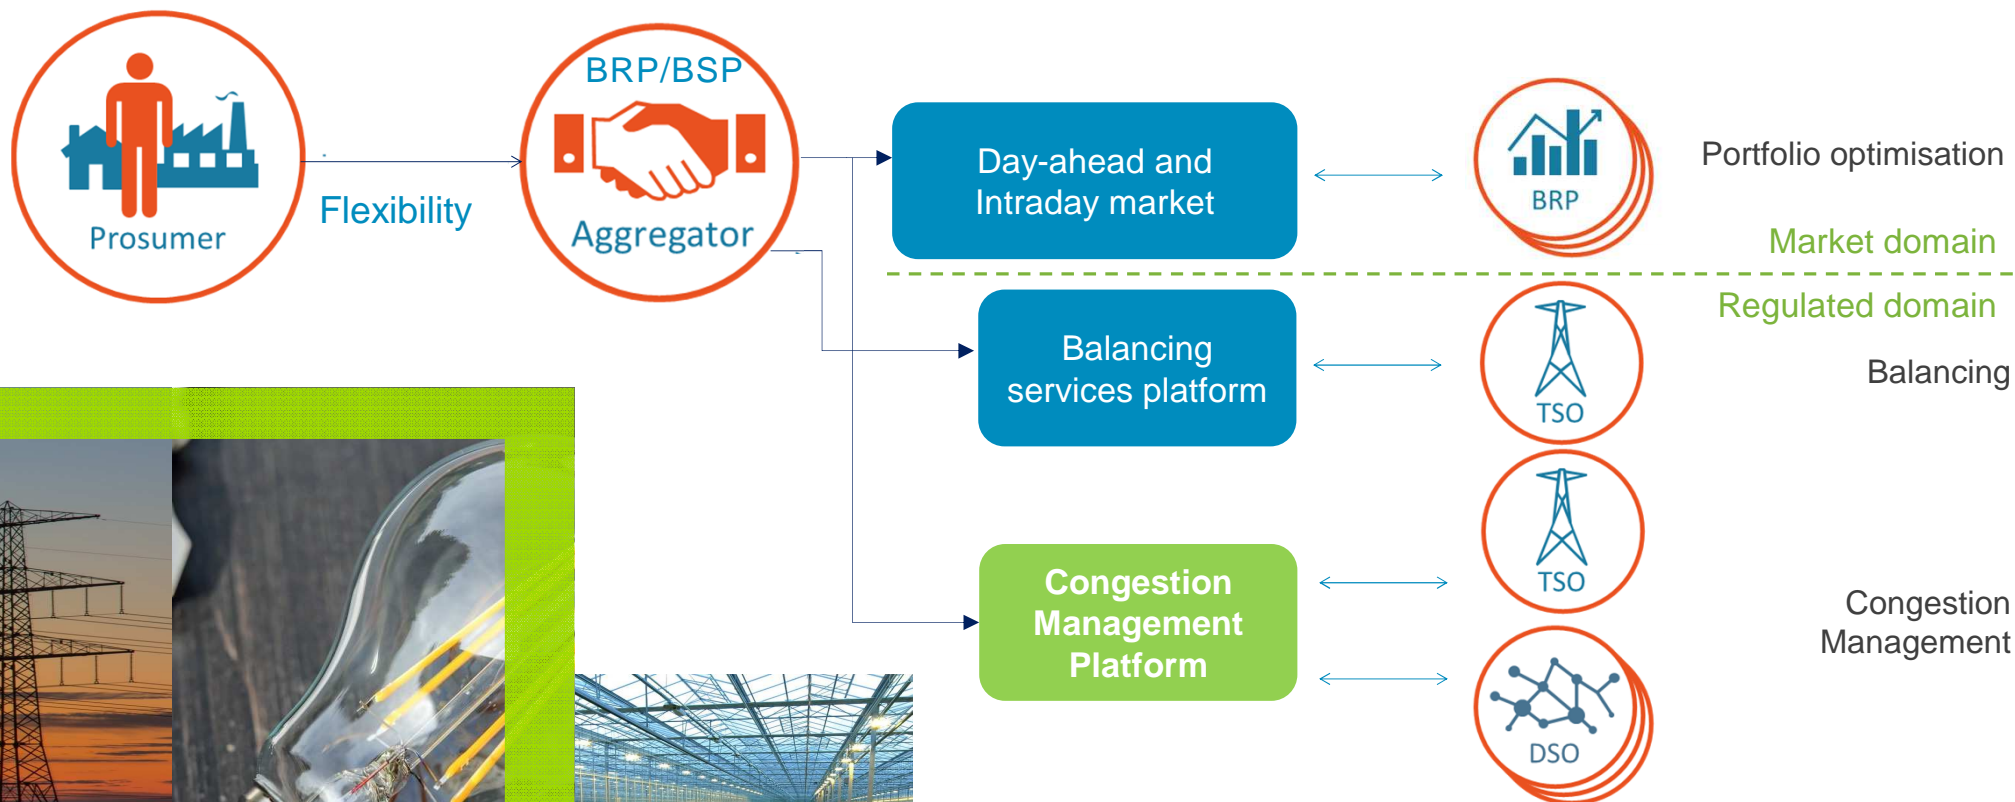 Prosumer
Flexibility
BRP/BSP
Aggregator
Day-ahead and
Intraday market
BRP
Portfolio optimisation
Market domain
Regulated domain
Balancing
services platform
TSO
Balancing
TSO
Congestion
Management
Platform
DSO
Congestion
Management